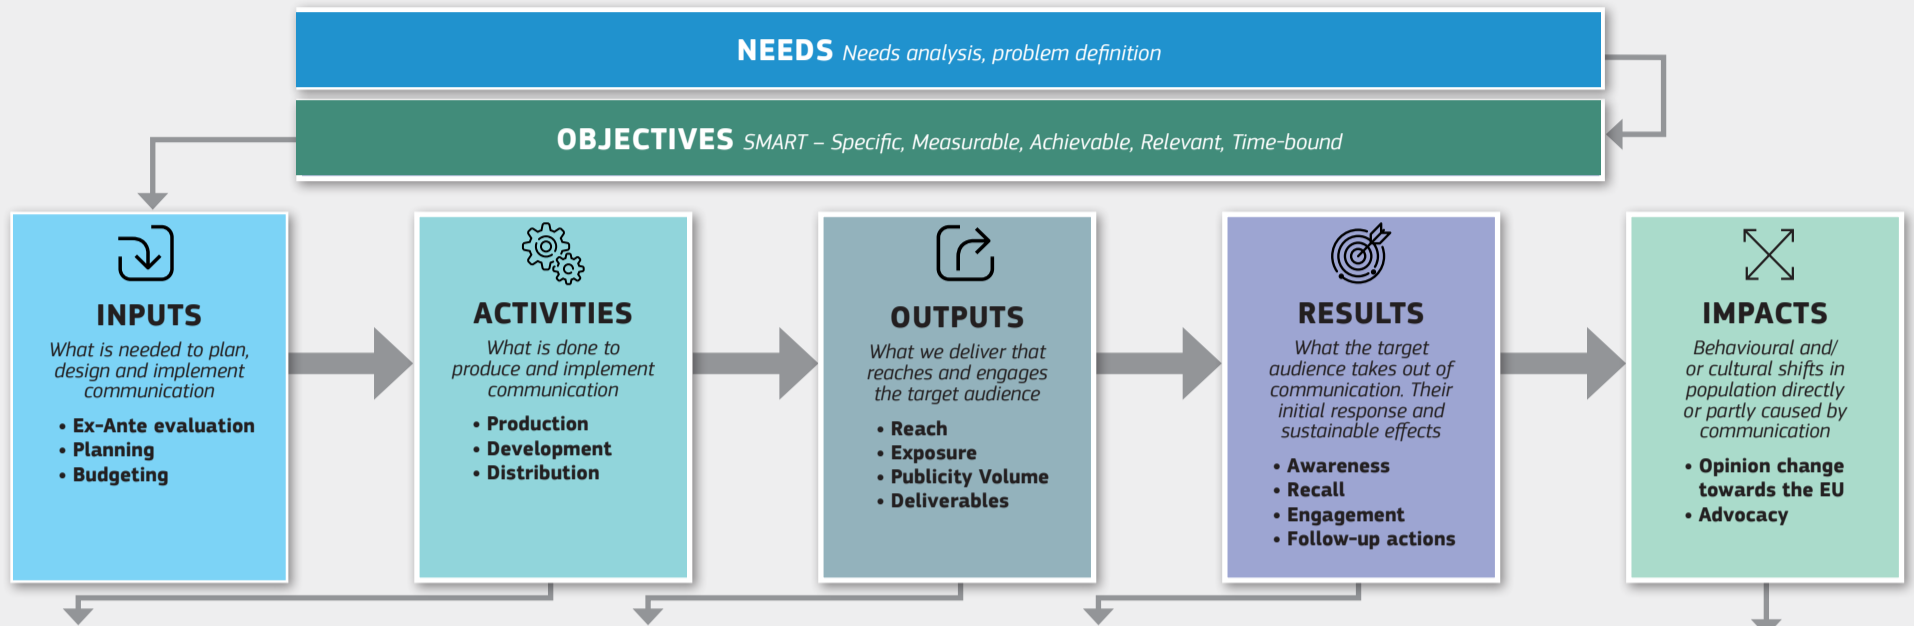 NEEDS Needs analysis, problem definition
OBJECTIVES SMART – Specific, Measurable, Achievable, Relevant, Time-bound
INPUTS
What is needed to plan,
design and implement
communication
• Ex-Ante evaluation
• Planning
• Budgeting
ACTIVITIES
What is done to
produce and implement
communication
• Production
• Development
• Distribution
OUTPUTS
What we deliver that
reaches and engages
the target audience
• Reach
• Exposure
• Publicity Volume
• Deliverables
RESULTS
What the target
audience takes out of
communication. Their
initial response and
sustainable effects
• Awareness
• Recall
• Engagement
• Follow-up actions
IMPACTS
Behavioural and/
or cultural shifts in
population directly
or partly caused by
communication
• Opinion change
towards the EU
• Advocacy